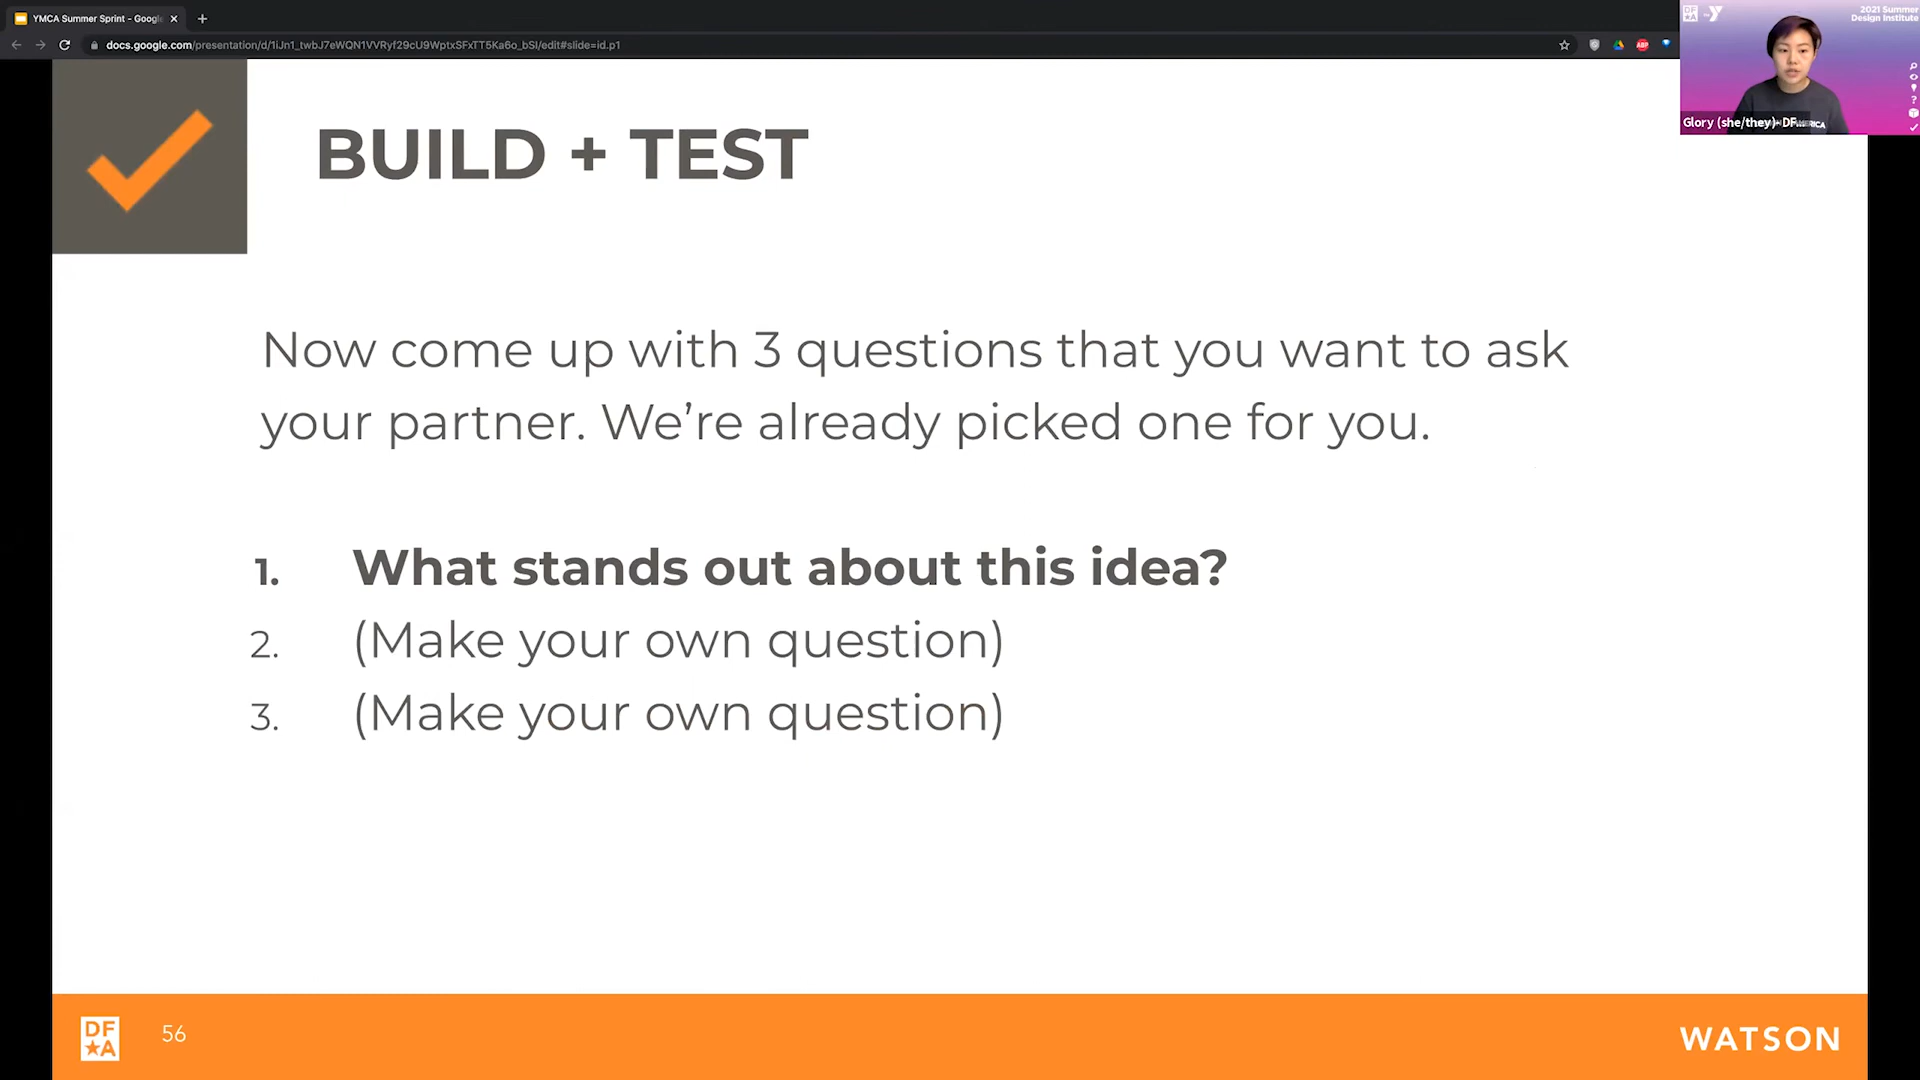 YMCA Summer Sprint - Googl
docs.google.com/presentation/d/1iJn1_twbJ7eWQN1VVRyf29cU9WptxSFxTT5Ka6o_bSI/edit#slide=id.p1
ABP
DF
A
Y
2021 Summer
Design Institute
Glory (she/they)- DF...
BUILD + TEST
Now come up with 3 questions that you want to ask
your partner. We’re already picked one for you.
1. What stands out about this idea?
2. (Make your own question)
3. (Make your own question)
DF
A
56
WATSON